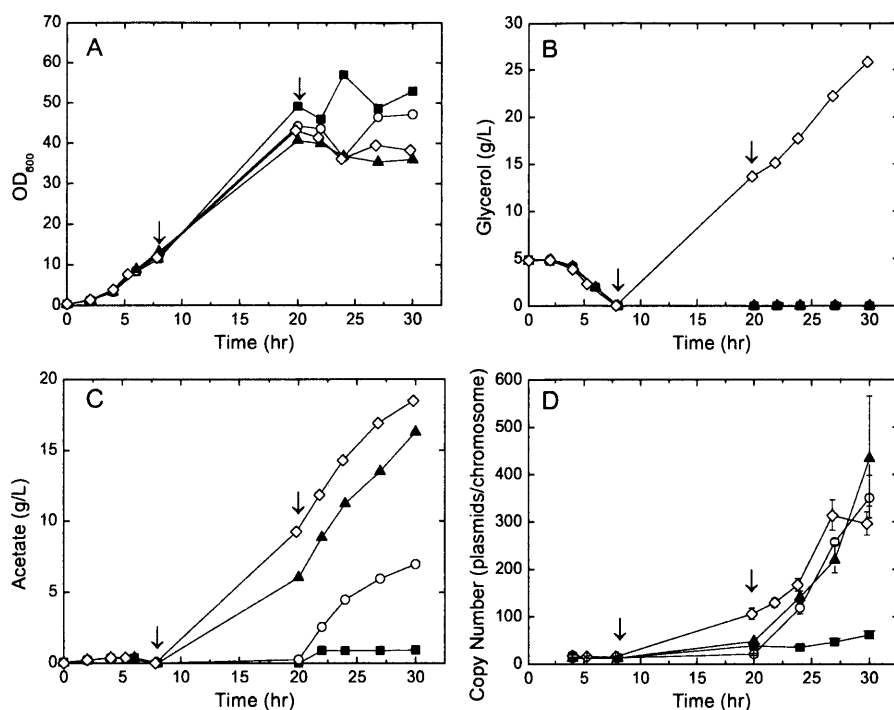 A
OD600
70
60
50
40
30
20
10
0
0 5 10 15 20 25 30
Time (hr)
B
Glycerol (g/L)
30
25
20
15
10
5
0
0 5 10 15 20 25 30
Time (hr)
C
Acetate (g/L)
20
15
10
5
0
0 5 10 15 20 25 30
Time (hr)
D
Copy Number (plasmids/chromosome)
600
500
400
300
200
100
0
0 5 10 15 20 25 30
Time (hr)